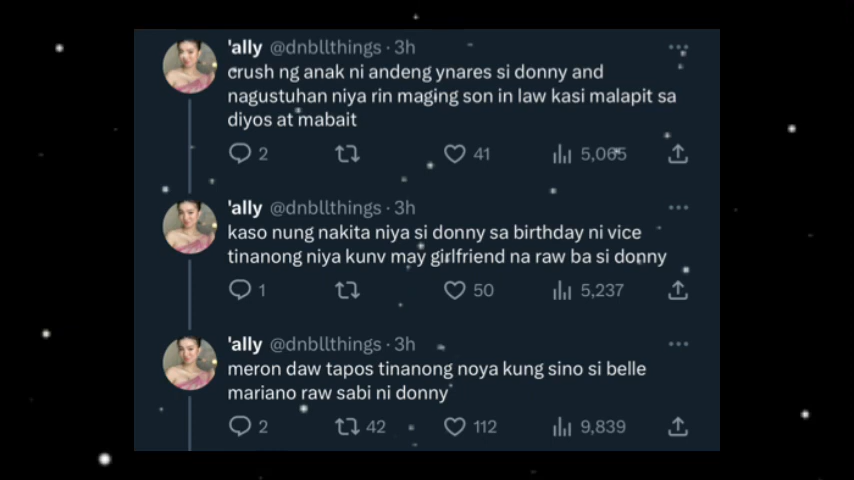 'ally @dnbllthings · 3h
crush ng anak ni andeng ynares si donny and
nagustuhan niya rin maging son in law kasi malapit sa
diyos at mabait
2 41 5,065
'ally @dnbllthings · 3h
kaso nung nakita niya si donny sa birthday ni vice
tinanong niya kunv may girlfriend na raw ba si donny
1 50 5,237
'ally @dnbllthings · 3h
meron daw tapos tinanong noya kung sino si belle
mariano raw sabi ni donny
2 42 112 9,839